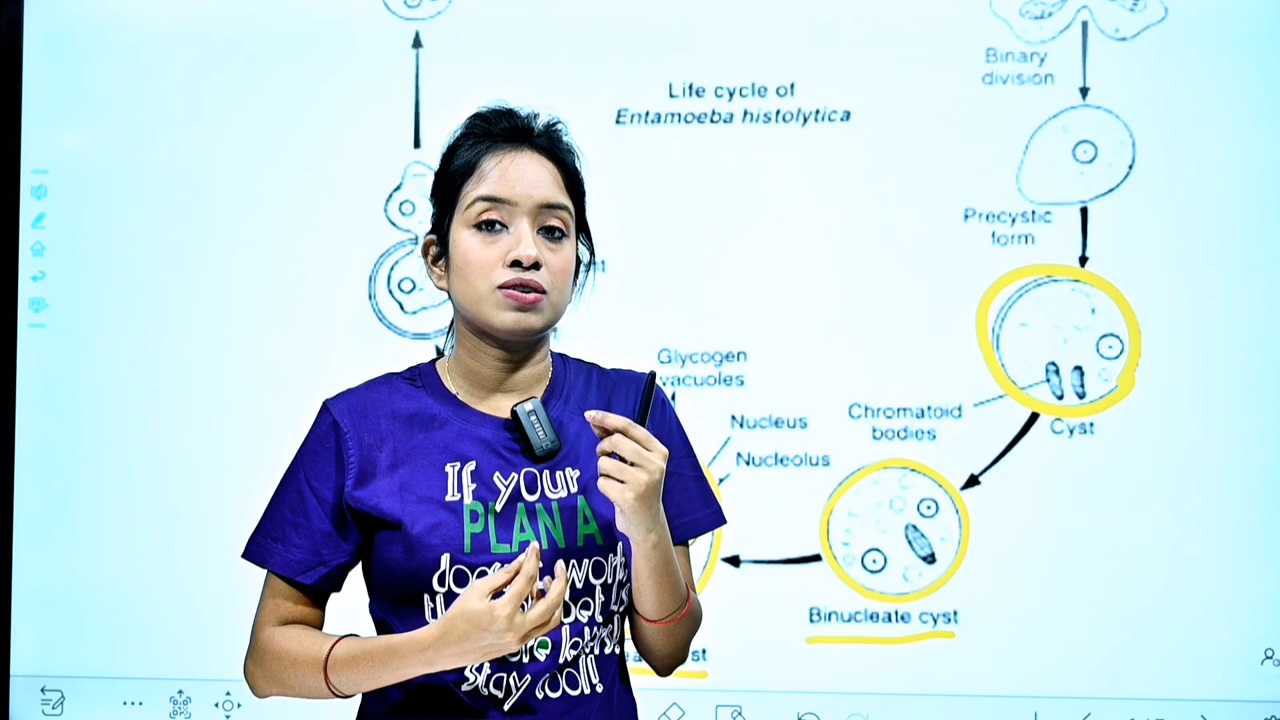 Binary
division
Life cycle of
Entamoeba histolytica
Precystic
form
Glycogen
vacuoles
Nucleus
Nucleolus
Chromatoid
bodies
Cyst
Binucleate cyst
If your
PLAN A
work
Stay cool!